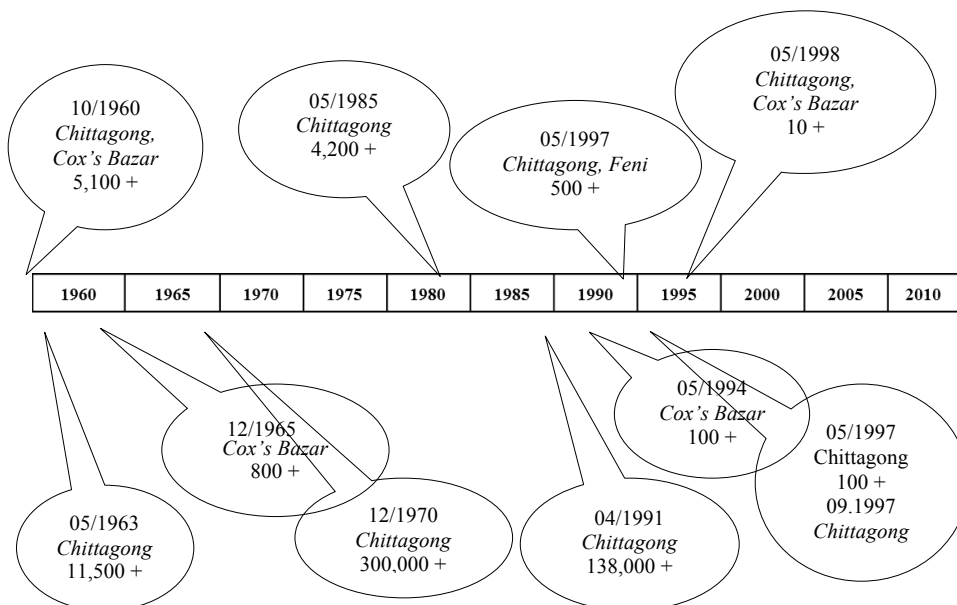 10/1960
Chittagong,
Cox's Bazar
5,100 +
05/1985
Chittagong
4,200 +
05/1997
Chittagong, Feni
500 +
05/1998
Chittagong,
Cox's Bazar
10 +
1960 1965 1970 1975 1980 1985 1990 1995 2000 2005 2010
05/1963
Chittagong
11,500 +
12/1965
Cox's Bazar
800 +
12/1970
Chittagong
300,000 +
04/1991
Chittagong
138,000 +
05/1994
Cox's Bazar
100 +
05/1997
Chittagong
100 +
09.1997
Chittagong